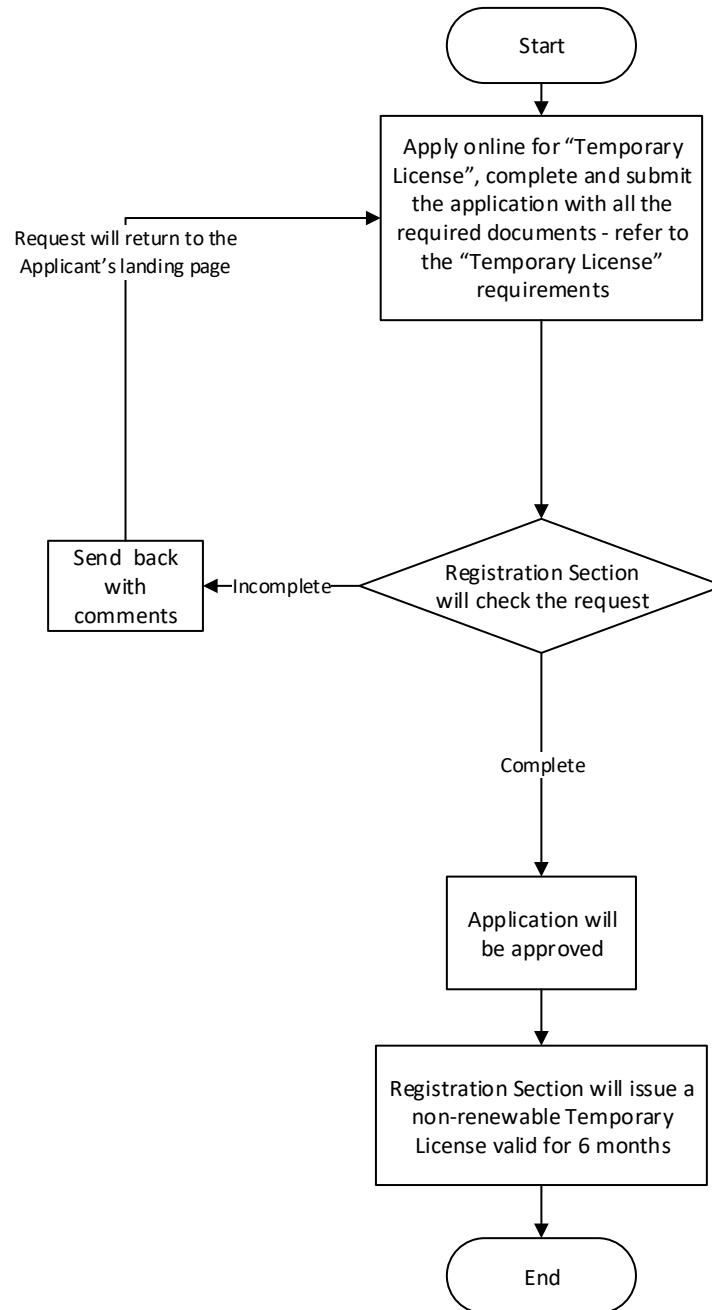 Start
Apply online for “Temporary
License”, complete and submit
the application with all the
required documents - refer to
the “Temporary License”
requirements
Request will return to the
Applicant’s landing page
Registration Section
will check the request
Incomplete
Send back
with
comments
Complete
Application will
be approved
Registration Section will issue a
non-renewable Temporary
License valid for 6 months
End